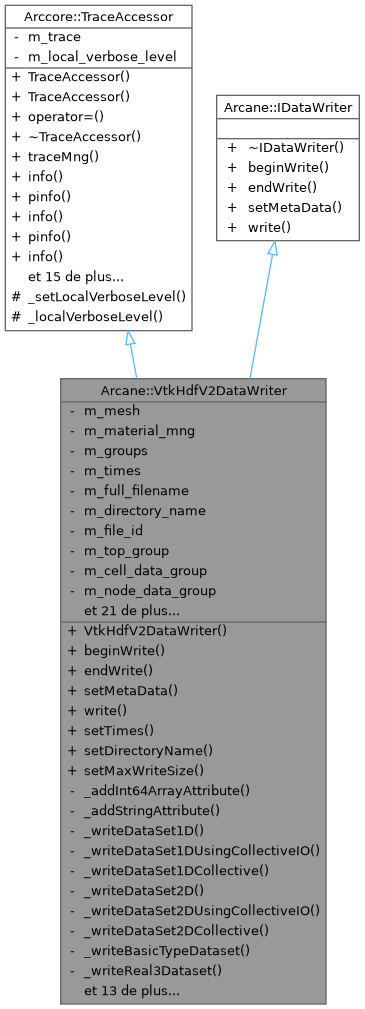 Arccore::TraceAccessor
- m_trace
- m_local_verbose_level
+ TraceAccessor()
+ TraceAccessor()
+ operator=()
+ ~TraceAccessor()
+ traceMng()
+ info()
+ pinfo()
+ info()
+ pinfo()
+ info()
et 15 de plus...
# _setLocalVerboseLevel()
# _localVerboseLevel()
Arcane::IDataWriter
+ ~IDataWriter()
+ beginWrite()
+ endWrite()
+ setMetaData()
+ write()
Arcane::VtkHdfV2DataWriter
- m_mesh
- m_material_mng
- m_groups
- m_times
- m_full_filename
- m_directory_name
- m_file_id
- m_top_group
- m_cell_data_group
- m_node_data_group
et 21 de plus...
+ VtkHdfV2DataWriter()
+ beginWrite()
+ endWrite()
+ setMetaData()
+ write()
+ setTimes()
+ setDirectoryName()
+ setMaxWriteSize()
- _addInt64ArrayAttribute()
- _addStringAttribute()
- _writeDataSet1D()
- _writeDataSet1DUsingCollectiveIO()
- _writeDataSet1DCollective()
- _writeDataSet2D()
- _writeDataSet2DUsingCollectiveIO()
- _writeDataSet2DCollective()
- _writeBasicTypeDataset()
- _writeReal3Dataset()
et 13 de plus...